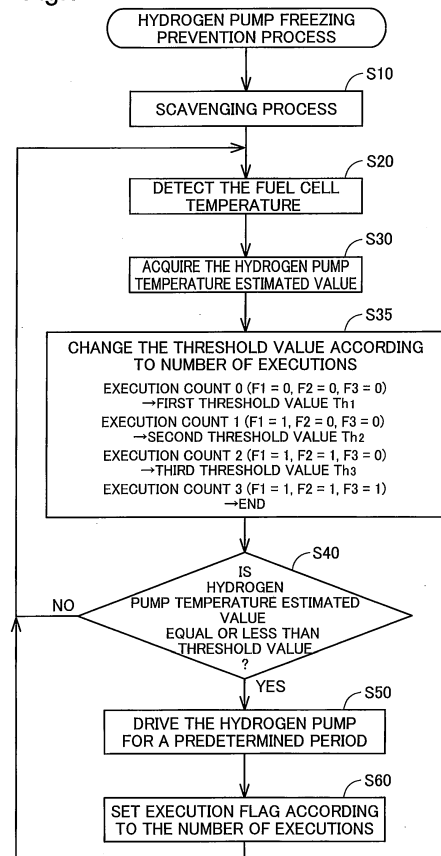 HYDROGEN PUMP FREEZING
PREVENTION PROCESS
S10
SCAVENGING PROCESS
S20
DETECT THE FUEL CELL
TEMPERATURE
S30
ACQUIRE THE HYDROGEN PUMP
TEMPERATURE ESTIMATED VALUE
S35
CHANGE THE THRESHOLD VALUE ACCORDING
TO NUMBER OF EXECUTIONS
EXECUTION COUNT 0 (F1 = 0, F2 = 0, F3 = 0)
→FIRST THRESHOLD VALUE Th1
EXECUTION COUNT 1 (F1 = 1, F2 = 0, F3 = 0)
→SECOND THRESHOLD VALUE Th2
EXECUTION COUNT 2 (F1 = 1, F2 = 1, F3 = 0)
→THIRD THRESHOLD VALUE Th3
EXECUTION COUNT 3 (F1 = 1, F2 = 1, F3 = 1)
→END
S40
IS
HYDROGEN
PUMP TEMPERATURE ESTIMATED
VALUE
EQUAL OR LESS THAN
THRESHOLD VALUE
?
NO
YES
S50
DRIVE THE HYDROGEN PUMP
FOR A PREDETERMINED PERIOD
S60
SET EXECUTION FLAG ACCORDING
TO THE NUMBER OF EXECUTIONS